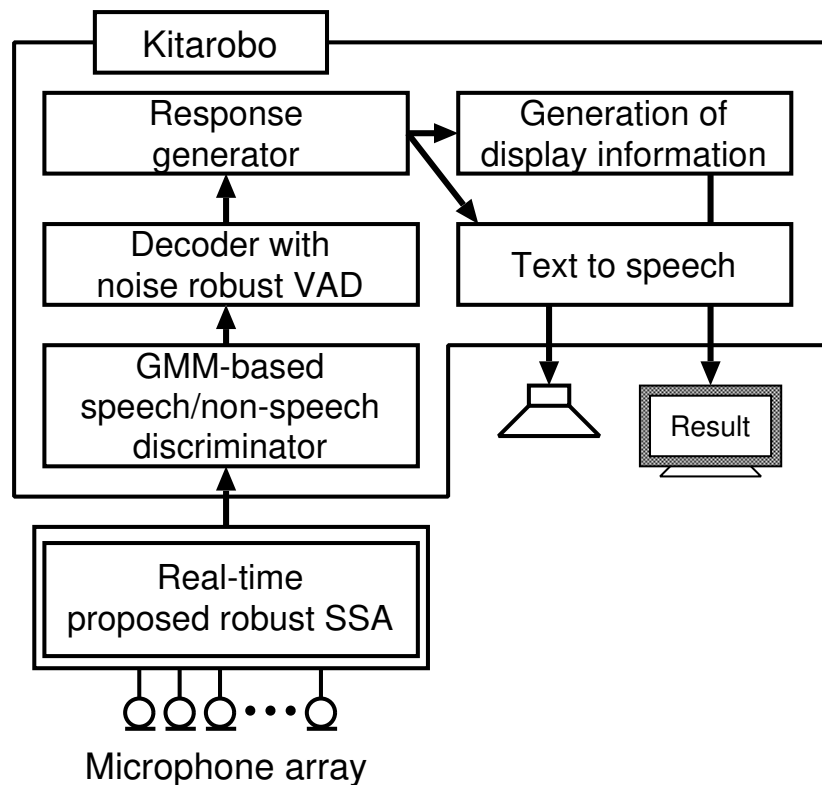 Kitarobo
Response
generator
Generation of
display information
Decoder with
noise robust VAD
Text to speech
GMM-based
speech/non-speech
discriminator
Result
Real-time
proposed robust SSA
Microphone array